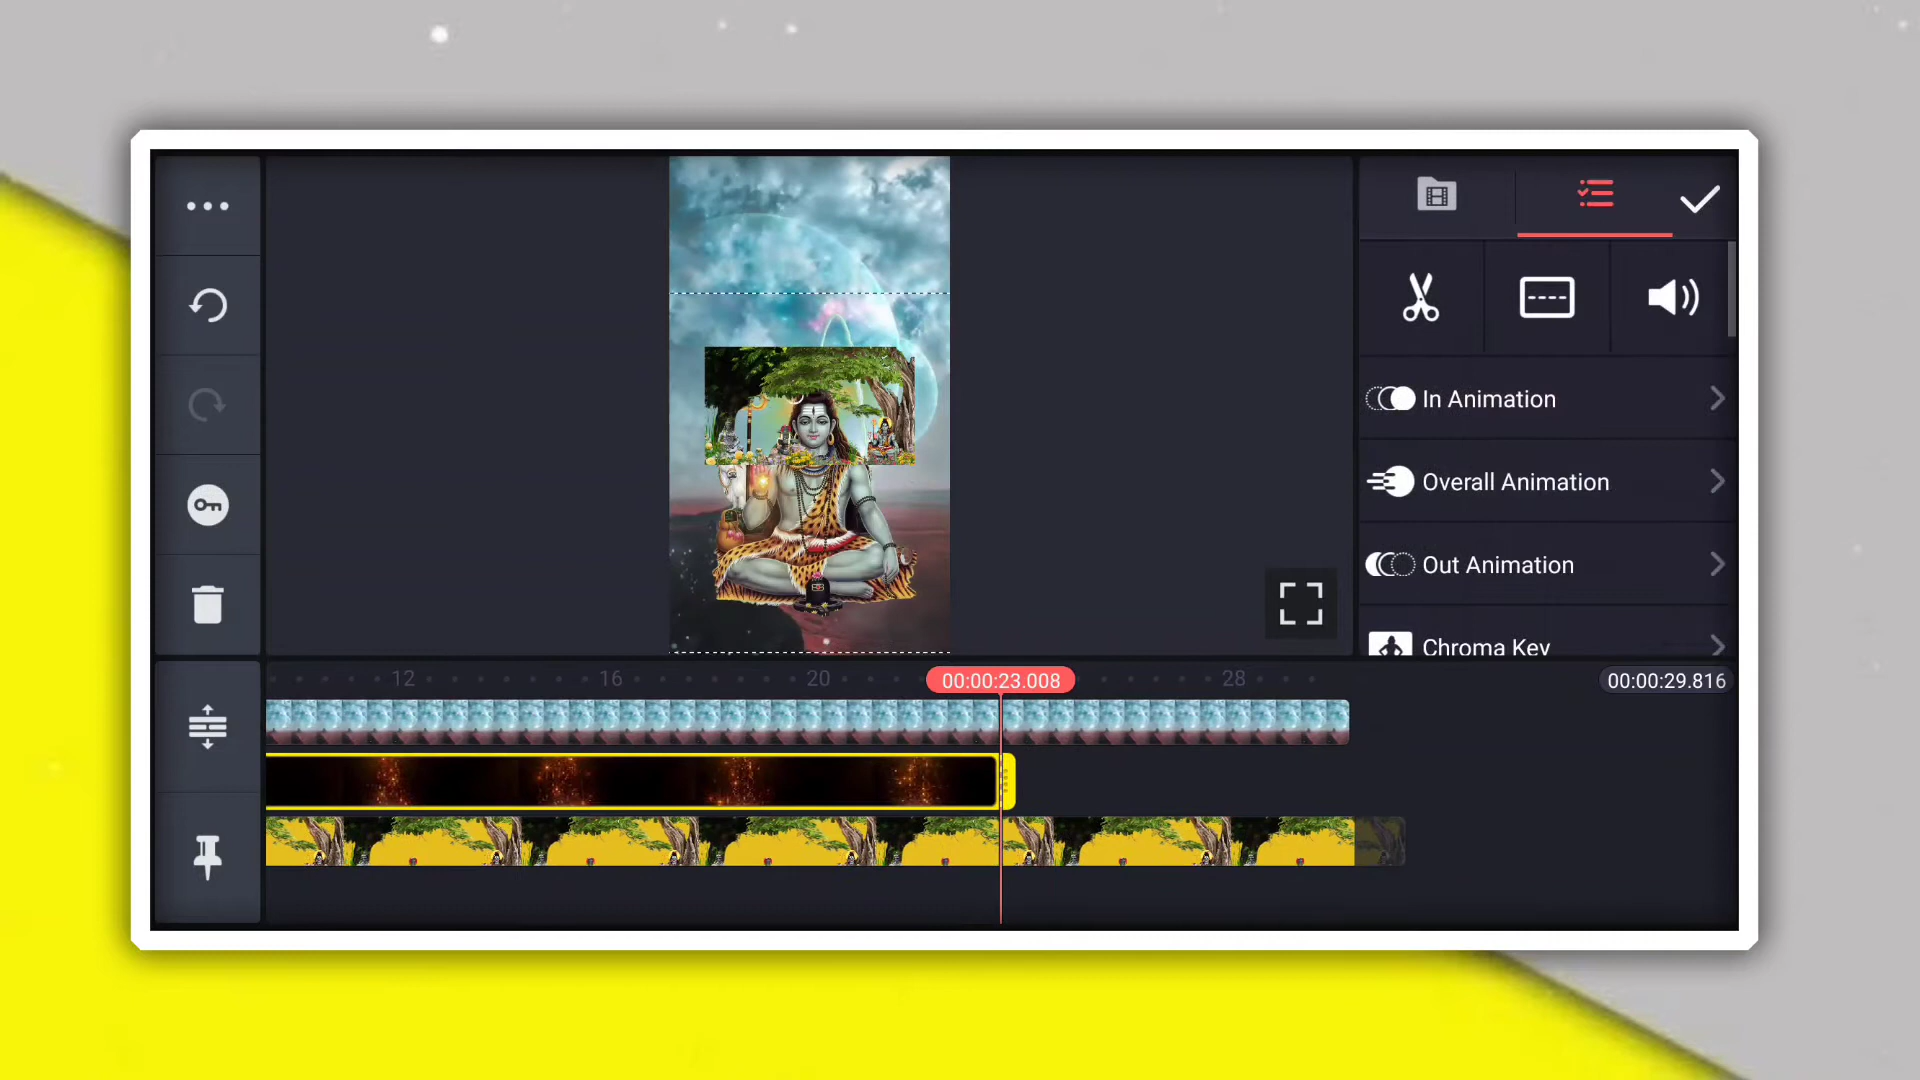 In Animation
Overall Animation
Out Animation
Chroma Key
12
16
20
00:00:23.008
28
00:00:29.816